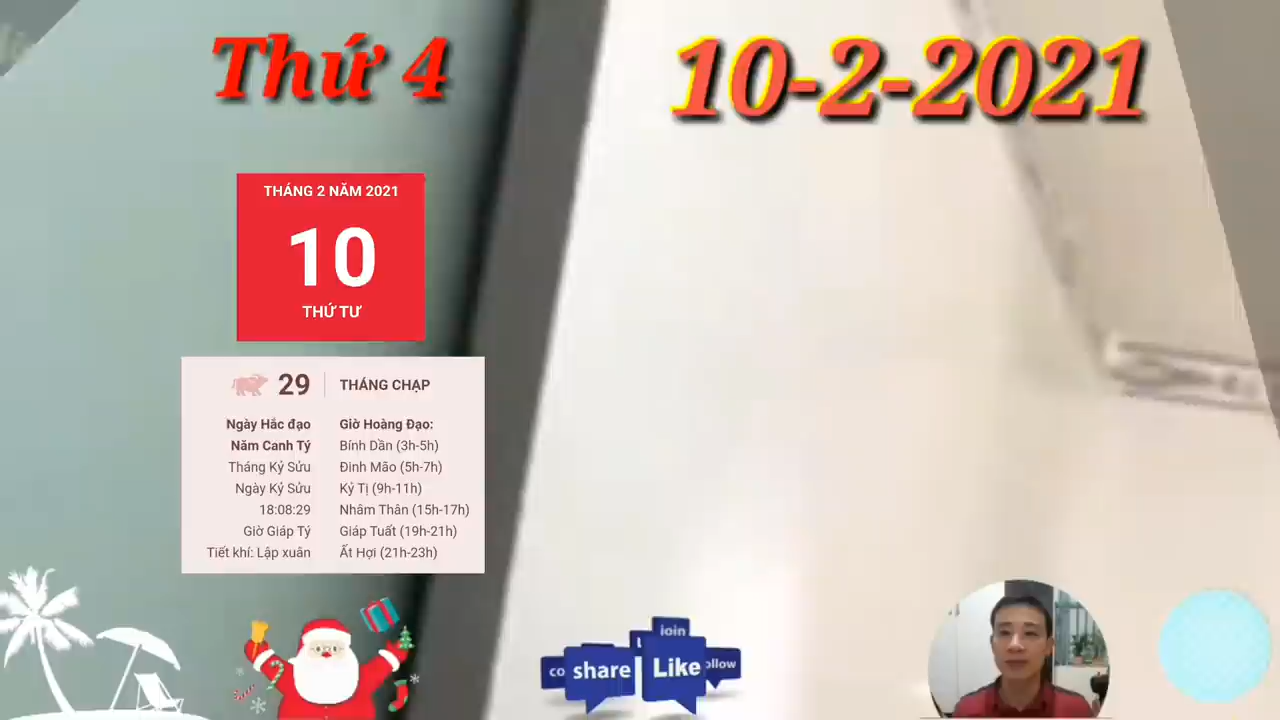 Thứ 4
10-2-2021
THÁNG 2 NĂM 2021
10
THỨ TƯ
29
THÁNG CHẠP
Ngày Hắc đạo
Năm Canh Tý
Tháng Kỷ Sửu
Ngày Kỷ Sửu
18:08:29
Giờ Giáp Tý
Tiết khí: Lập xuân
Giờ Hoàng Đạo:
Bính Dần (3h-5h)
Đinh Mão (5h-7h)
Kỷ Tị (9h-11h)
Nhâm Thân (15h-17h)
Giáp Tuất (19h-21h)
Ất Hợi (21h-23h)
join
co share Like ollow